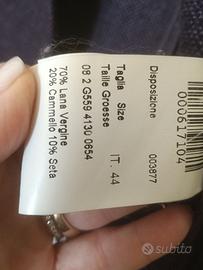 000617104
Disposizione 003877
Taglia Size IT. 44
Taille Groesse
08 2 G559 4130 0654
70% Lana Vergine
20% Cammello 10% Seta
subito